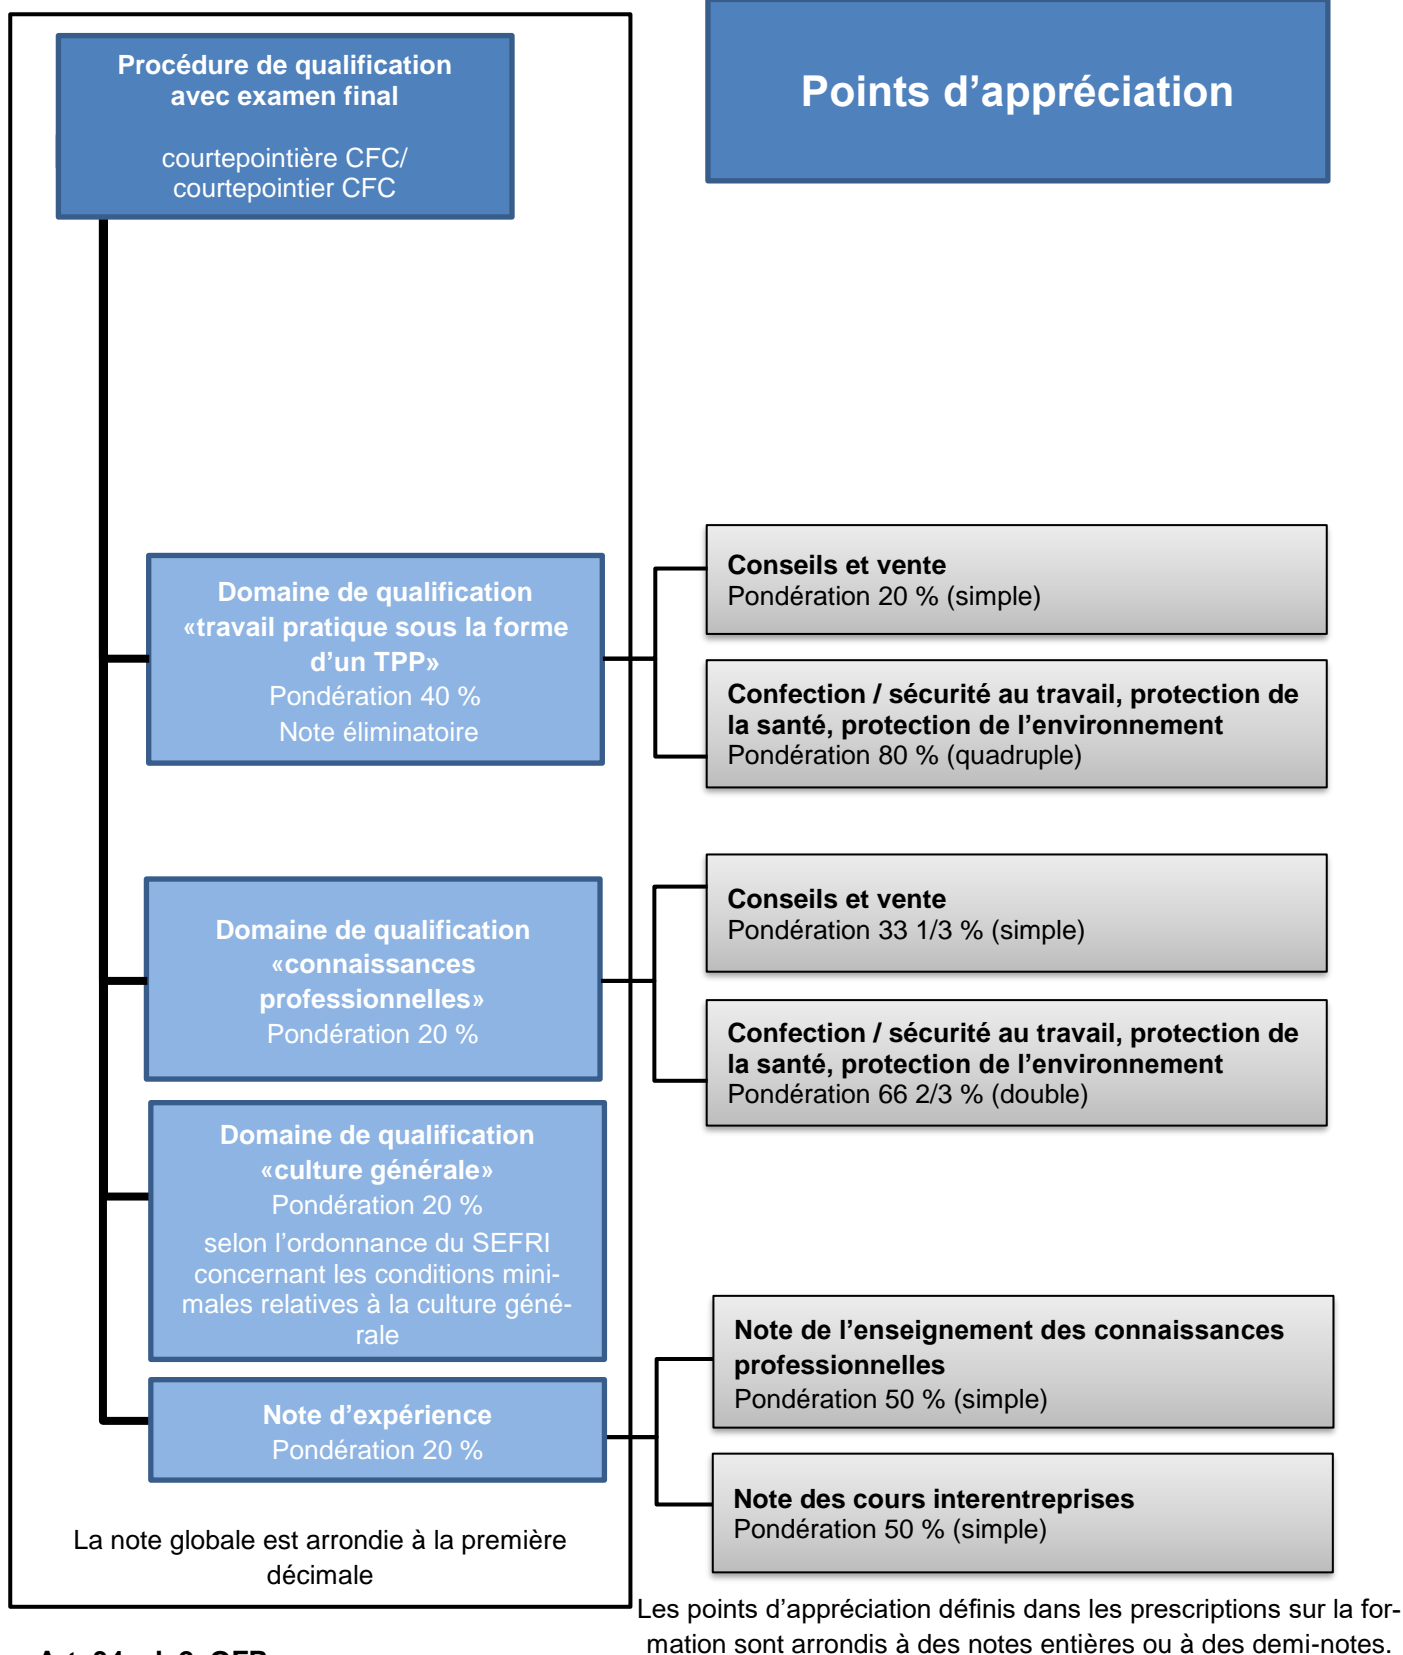 Procédure de qualification
avec examen final
courtepointière CFC/
courtepointier CFC
Points d’appréciation
Domaine de qualification
«travail pratique sous la forme
d’un TPP»
Pondération 40 %
Note éliminatoire
Conseils et vente
Pondération 20 % (simple)
Confection / sécurité au travail, protection de
la santé, protection de l’environnement
Pondération 80 % (quadruple)
Domaine de qualification
«connaissances
professionnelles»
Pondération 20 %
Conseils et vente
Pondération 33 1/3 % (simple)
Confection / sécurité au travail, protection de
la santé, protection de l’environnement
Pondération 66 2/3 % (double)
Domaine de qualification
«culture générale»
Pondération 20 %
selon l’ordonnance du SEFRI
concernant les conditions mini-
males relatives à la culture géné-
rale
Note d’expérience
Pondération 20 %
Note de l’enseignement des connaissances
professionnelles
Pondération 50 % (simple)
Note des cours interentreprises
Pondération 50 % (simple)
La note globale est arrondie à la première
décimale
Les points d’appréciation définis dans les prescriptions sur la for-
mation sont arrondis à des notes entières ou à des demi-notes.